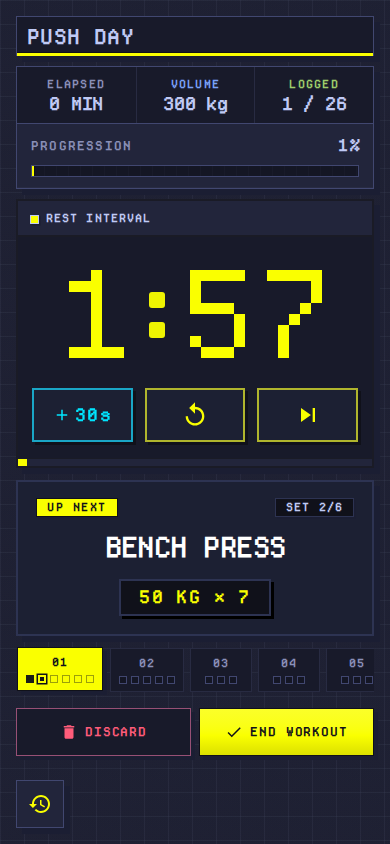 PUSH DAY
ELAPSED VOLUME LOGGED
0 MIN 300 kg 1 / 26
PROGRESSION 1%
REST INTERVAL
1:57
+ 30s
UP NEXT SET 2/6
BENCH PRESS
50 KG × 7
01 02 03 04 05
DISCARD END WORKOUT